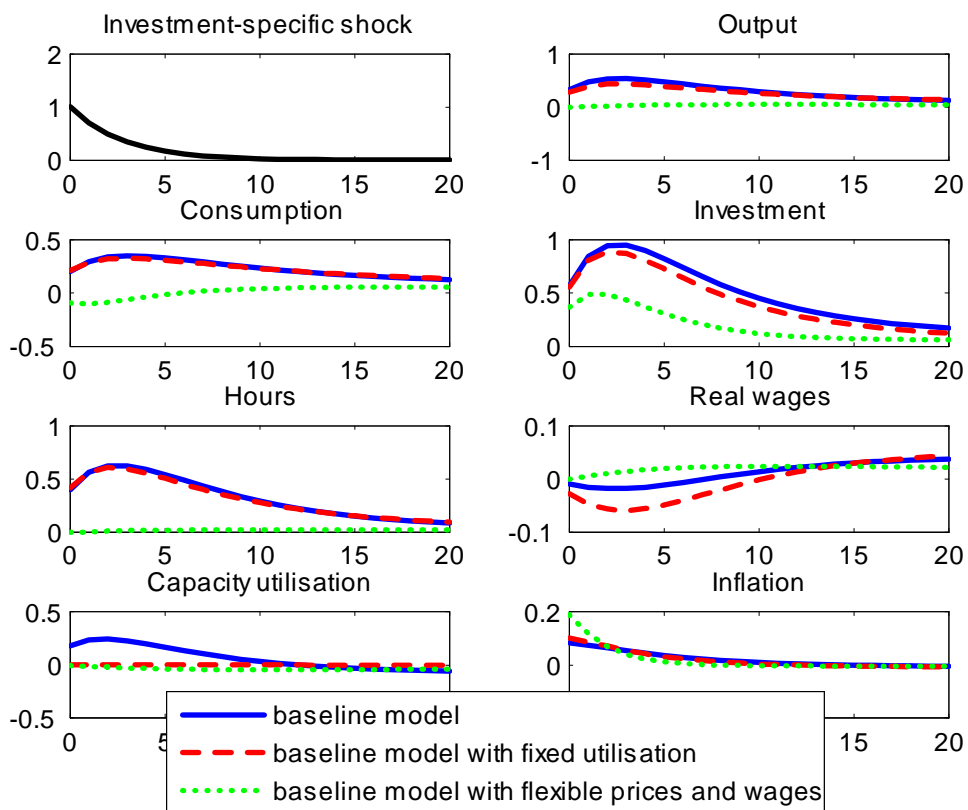 Investment-specific shock
2
1
0
0 5 10 15 20
Output
1
0
-1
0 5 10 15 20
Consumption
0.5
0
-0.5
0 5 10 15 20
Investment
1
0.5
0
0 5 10 15 20
Hours
1
0.5
0
0 5 10 15 20
Real wages
0.1
0
-0.1
0 5 10 15 20
Capacity utilisation
0.5
0
-0.5
0 5
Inflation
0.2
0
15 20
baseline model
baseline model with fixed utilisation
baseline model with flexible prices and wages